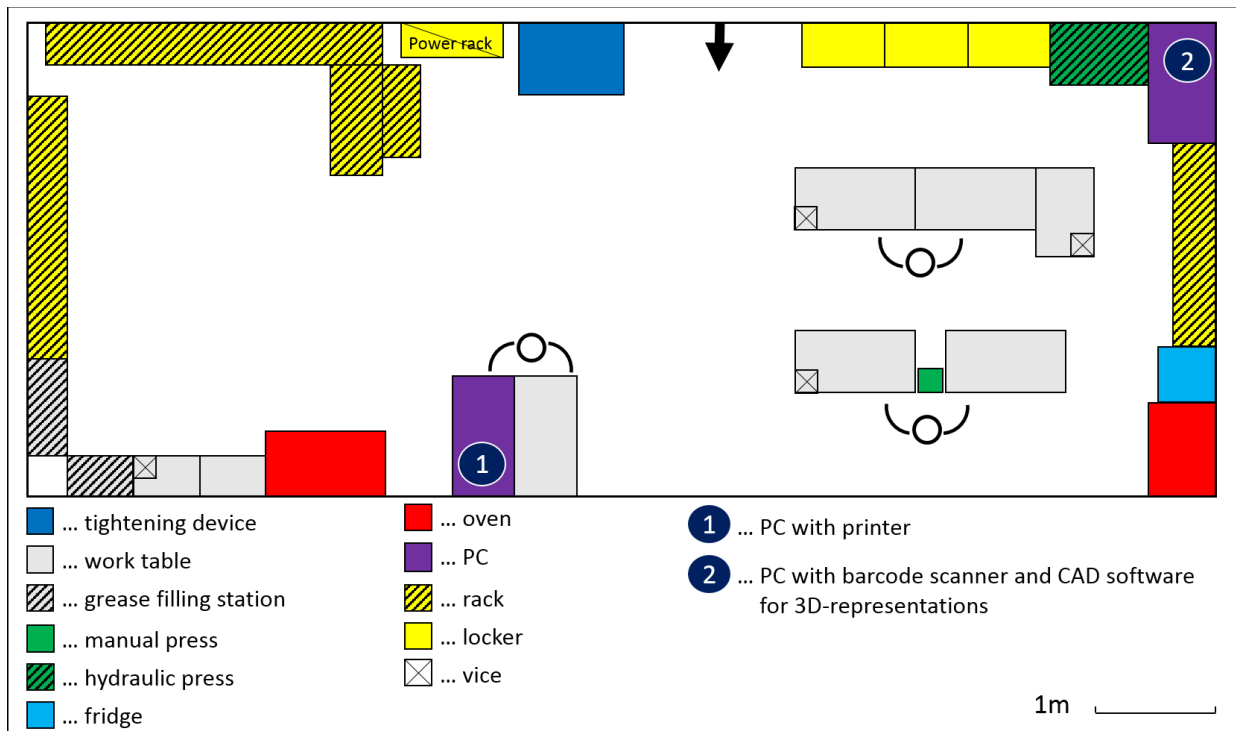 Power rack
2
1
... tightening device
... work table
... grease filling station
... manual press
... hydraulic press
... fridge
... oven
... PC
... rack
... locker
... vice
1 ... PC with printer
2 ... PC with barcode scanner and CAD software
for 3D-representations
1m